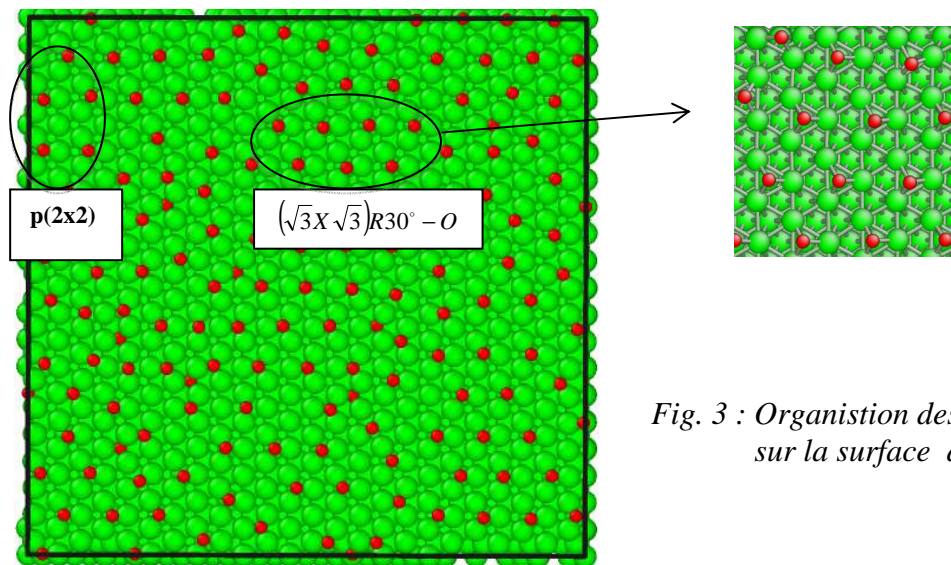 p(2x2)
(√3X √3)R30° – O
Fig. 3 : Organistion des
sur la surface